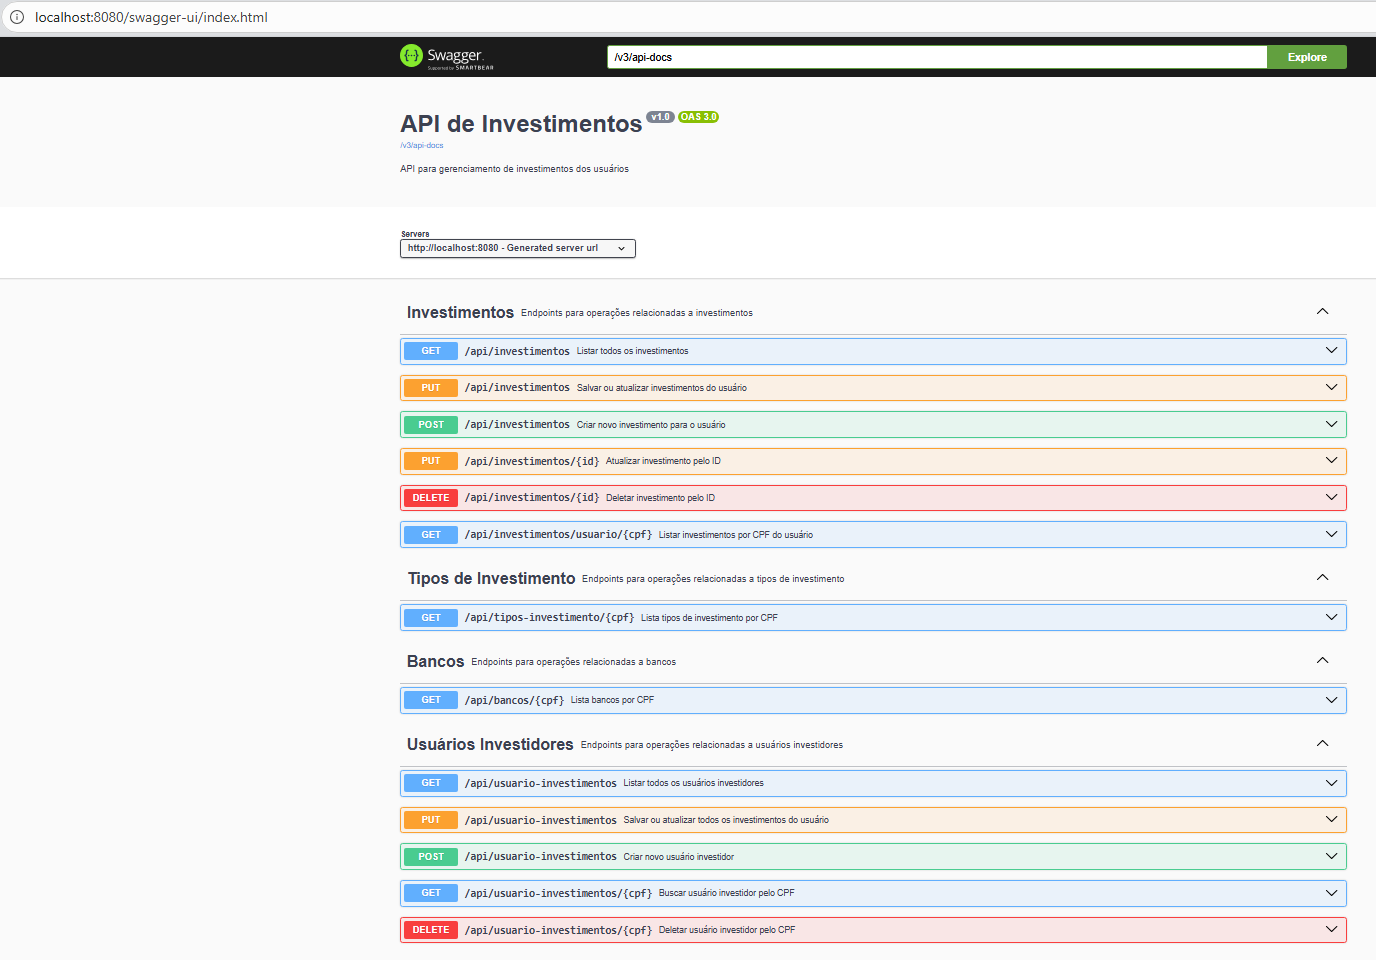 localhost:8080/swagger-ui/index.html
Swagger. Supported by SMARTBEAR /v3/api-docs Explore
API de Investimentos v1.0 OAS 3.0
/v3/api-docs
API para gerenciamento de investimentos dos usuários
Servers
http://localhost:8080 - Generated server url
Investimentos Endpoints para operações relacionadas a investimentos
GET /api/investimentos Listar todos os investimentos
PUT /api/investimentos Salvar ou atualizar investimentos do usuário
POST /api/investimentos Criar novo investimento para o usuário
PUT /api/investimentos/{id} Atualizar investimento pelo ID
DELETE /api/investimentos/{id} Deletar investimento pelo ID
GET /api/investimentos/usuario/{cpf} Listar investimentos por CPF do usuário
Tipos de Investimento Endpoints para operações relacionadas a tipos de investimento
GET /api/tipos-investimento/{cpf} Lista tipos de investimento por CPF
Bancos Endpoints para operações relacionadas a bancos
GET /api/bancos/{cpf} Lista bancos por CPF
Usuários Investidores Endpoints para operações relacionadas a usuários investidores
GET /api/usuario-investimentos Listar todos os usuários investidores
PUT /api/usuario-investimentos Salvar ou atualizar todos os investimentos do usuário
POST /api/usuario-investimentos Criar novo usuário investidor
GET /api/usuario-investimentos/{cpf} Buscar usuário investidor pelo CPF
DELETE /api/usuario-investimentos/{cpf} Deletar usuário investidor pelo CPF